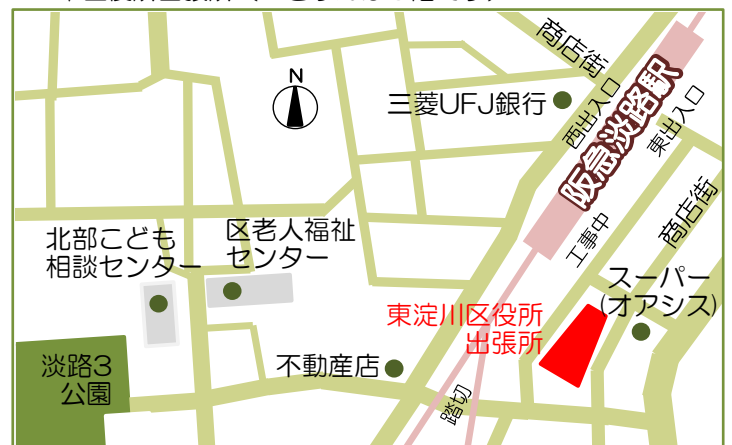 商店街
N
三菱UFJ銀行
西出入口
阪急淡路駅
東出入口
商店街
工事中
北部こども
相談センター
区老人福祉
センター
スーパー
(オアシス)
東淀川区役所
出張所
淡路3
公園
不動産店
踏切